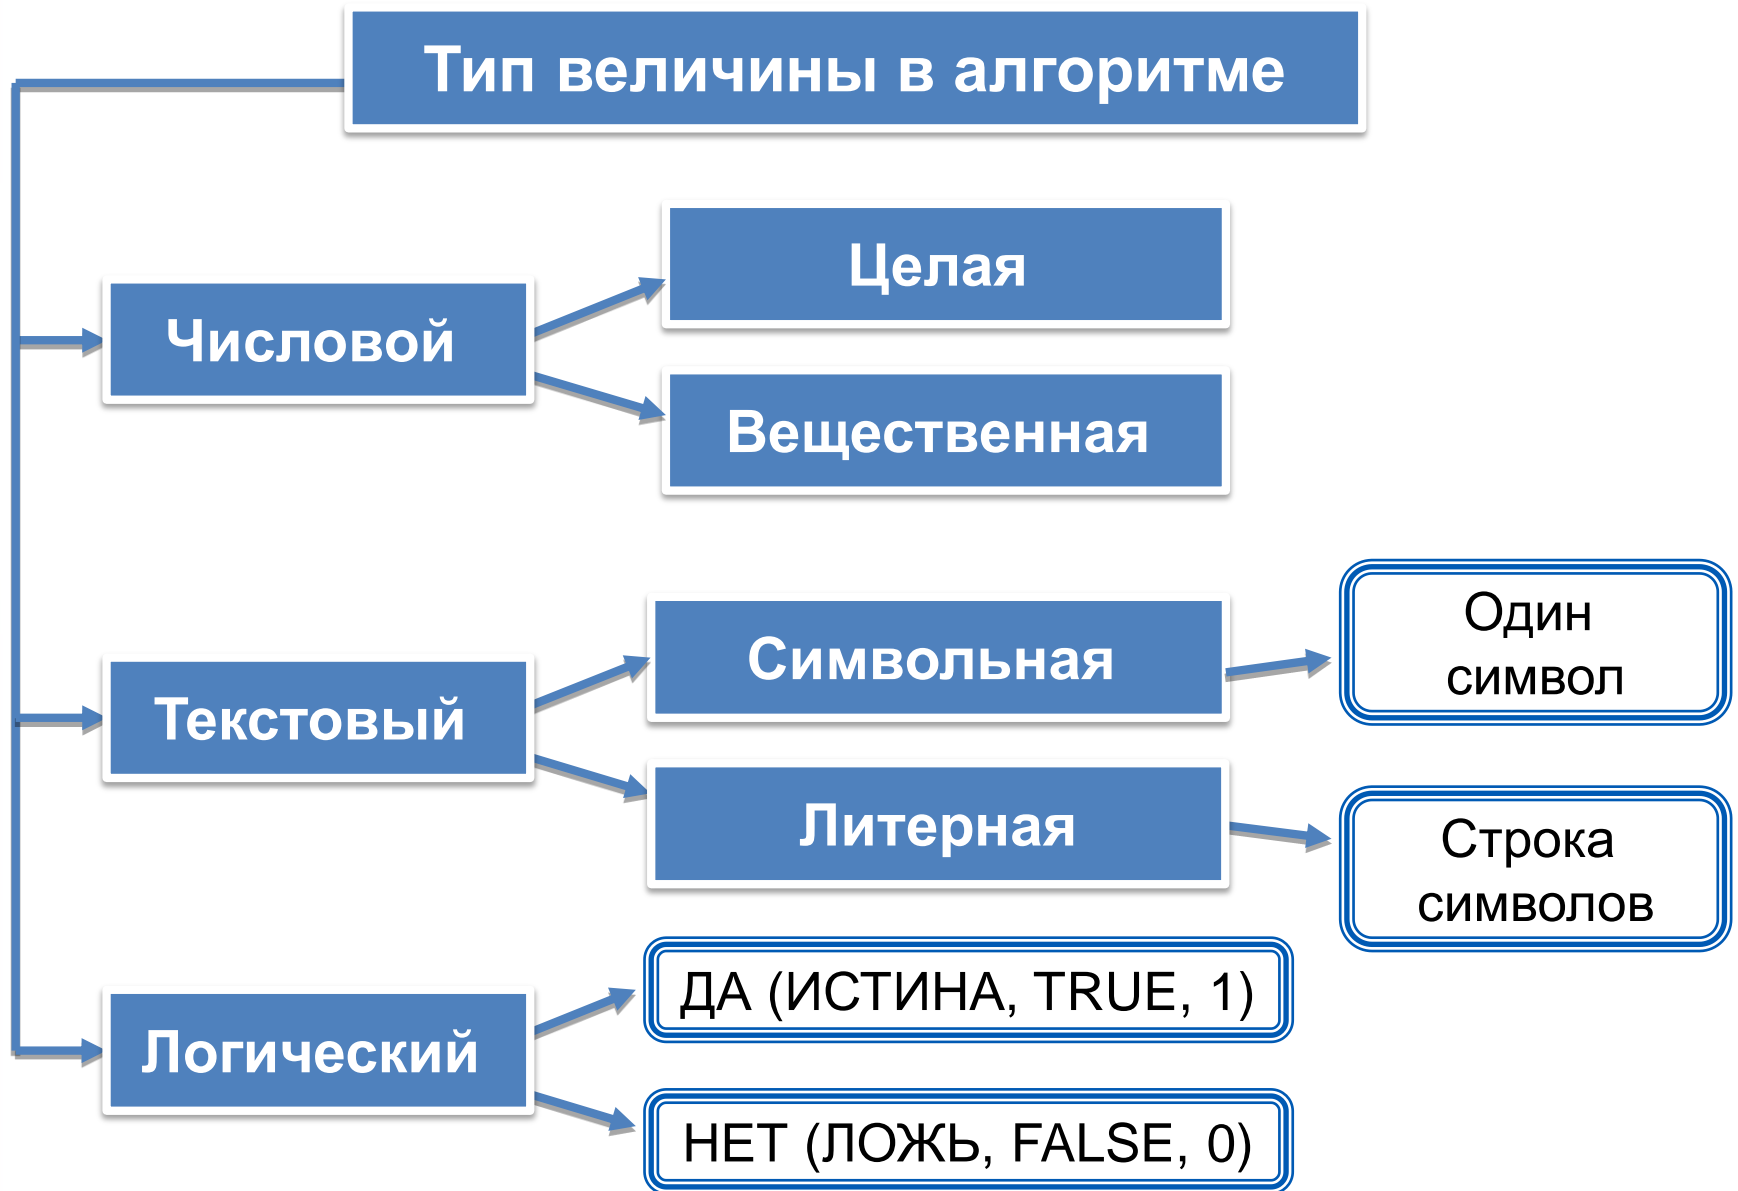 Тип величины в алгоритме
Числовой
Целая
Вещественная
Текстовый
Символьная
Один
символ
Литерная
Строка
символов
Логический
ДА (ИСТИНА, TRUE, 1)
НЕТ (ЛОЖЬ, FALSE, 0)